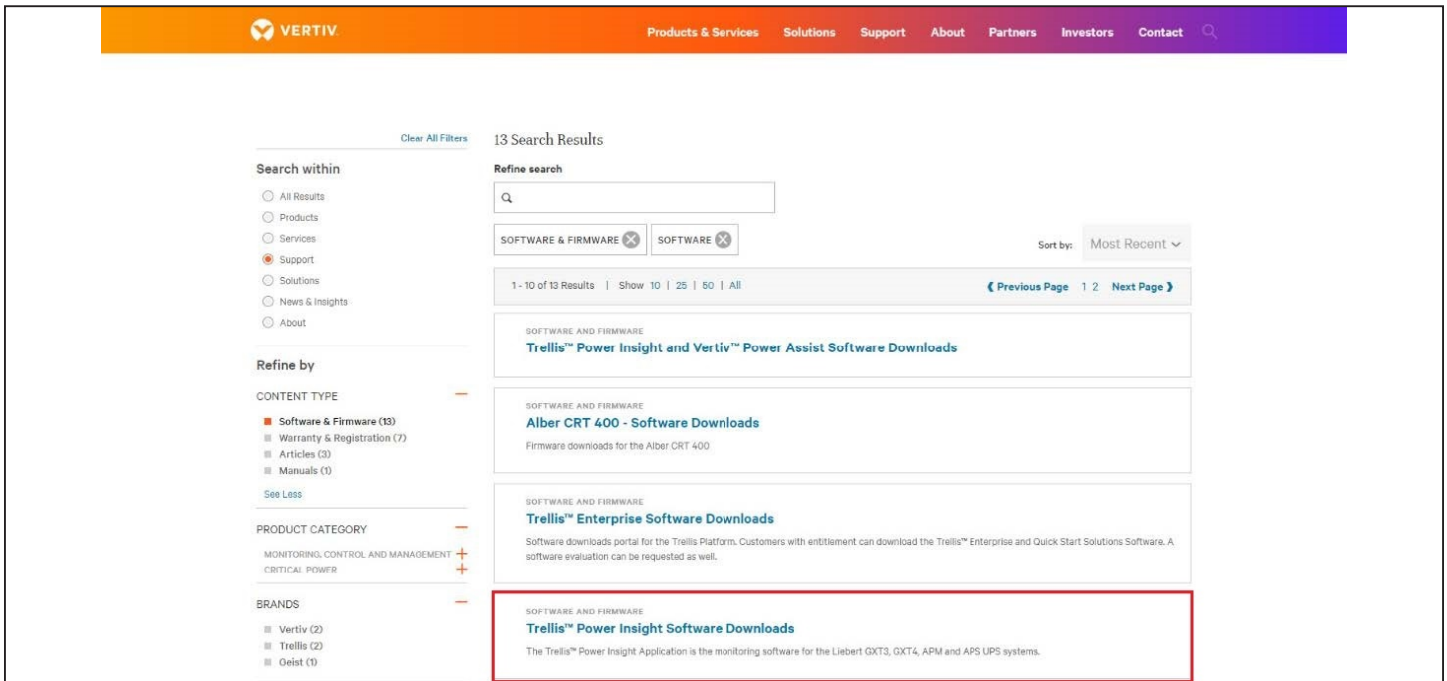 VERTIV.
Products & Services Solutions Support About Partners Investors Contact
Clear All Filters
Search within
All Results
Products
Services
Support
Solutions
News & Insights
About
Refine by
CONTENT TYPE
Software & Firmware (13)
Warranty & Registration (7)
Articles (3)
Manuals (1)
See Less
PRODUCT CATEGORY
MONITORING, CONTROL AND MANAGEMENT
CRITICAL POWER
BRANDS
Vertiv (2)
Trellis (2)
Geist (1)
13 Search Results
Refine search
SOFTWARE & FIRMWARE SOFTWARE
Sort by: Most Recent
1 - 10 of 13 Results | Show 10 | 25 | 50 | All
❮ Previous Page 1 2 Next Page ❯
SOFTWARE AND FIRMWARE
Trellis™ Power Insight and Vertiv™ Power Assist Software Downloads
SOFTWARE AND FIRMWARE
Alber CRT 400 - Software Downloads
Firmware downloads for the Alber CRT 400
SOFTWARE AND FIRMWARE
Trellis™ Enterprise Software Downloads
Software downloads portal for the Trellis Platform. Customers with entitlement can download the Trellis™ Enterprise and Quick Start Solutions Software. A
software evaluation can be requested as well.
SOFTWARE AND FIRMWARE
Trellis™ Power Insight Software Downloads
The Trellis™ Power Insight Application is the monitoring software for the Liebert GXT3, GXT4, APM and APS UPS systems.